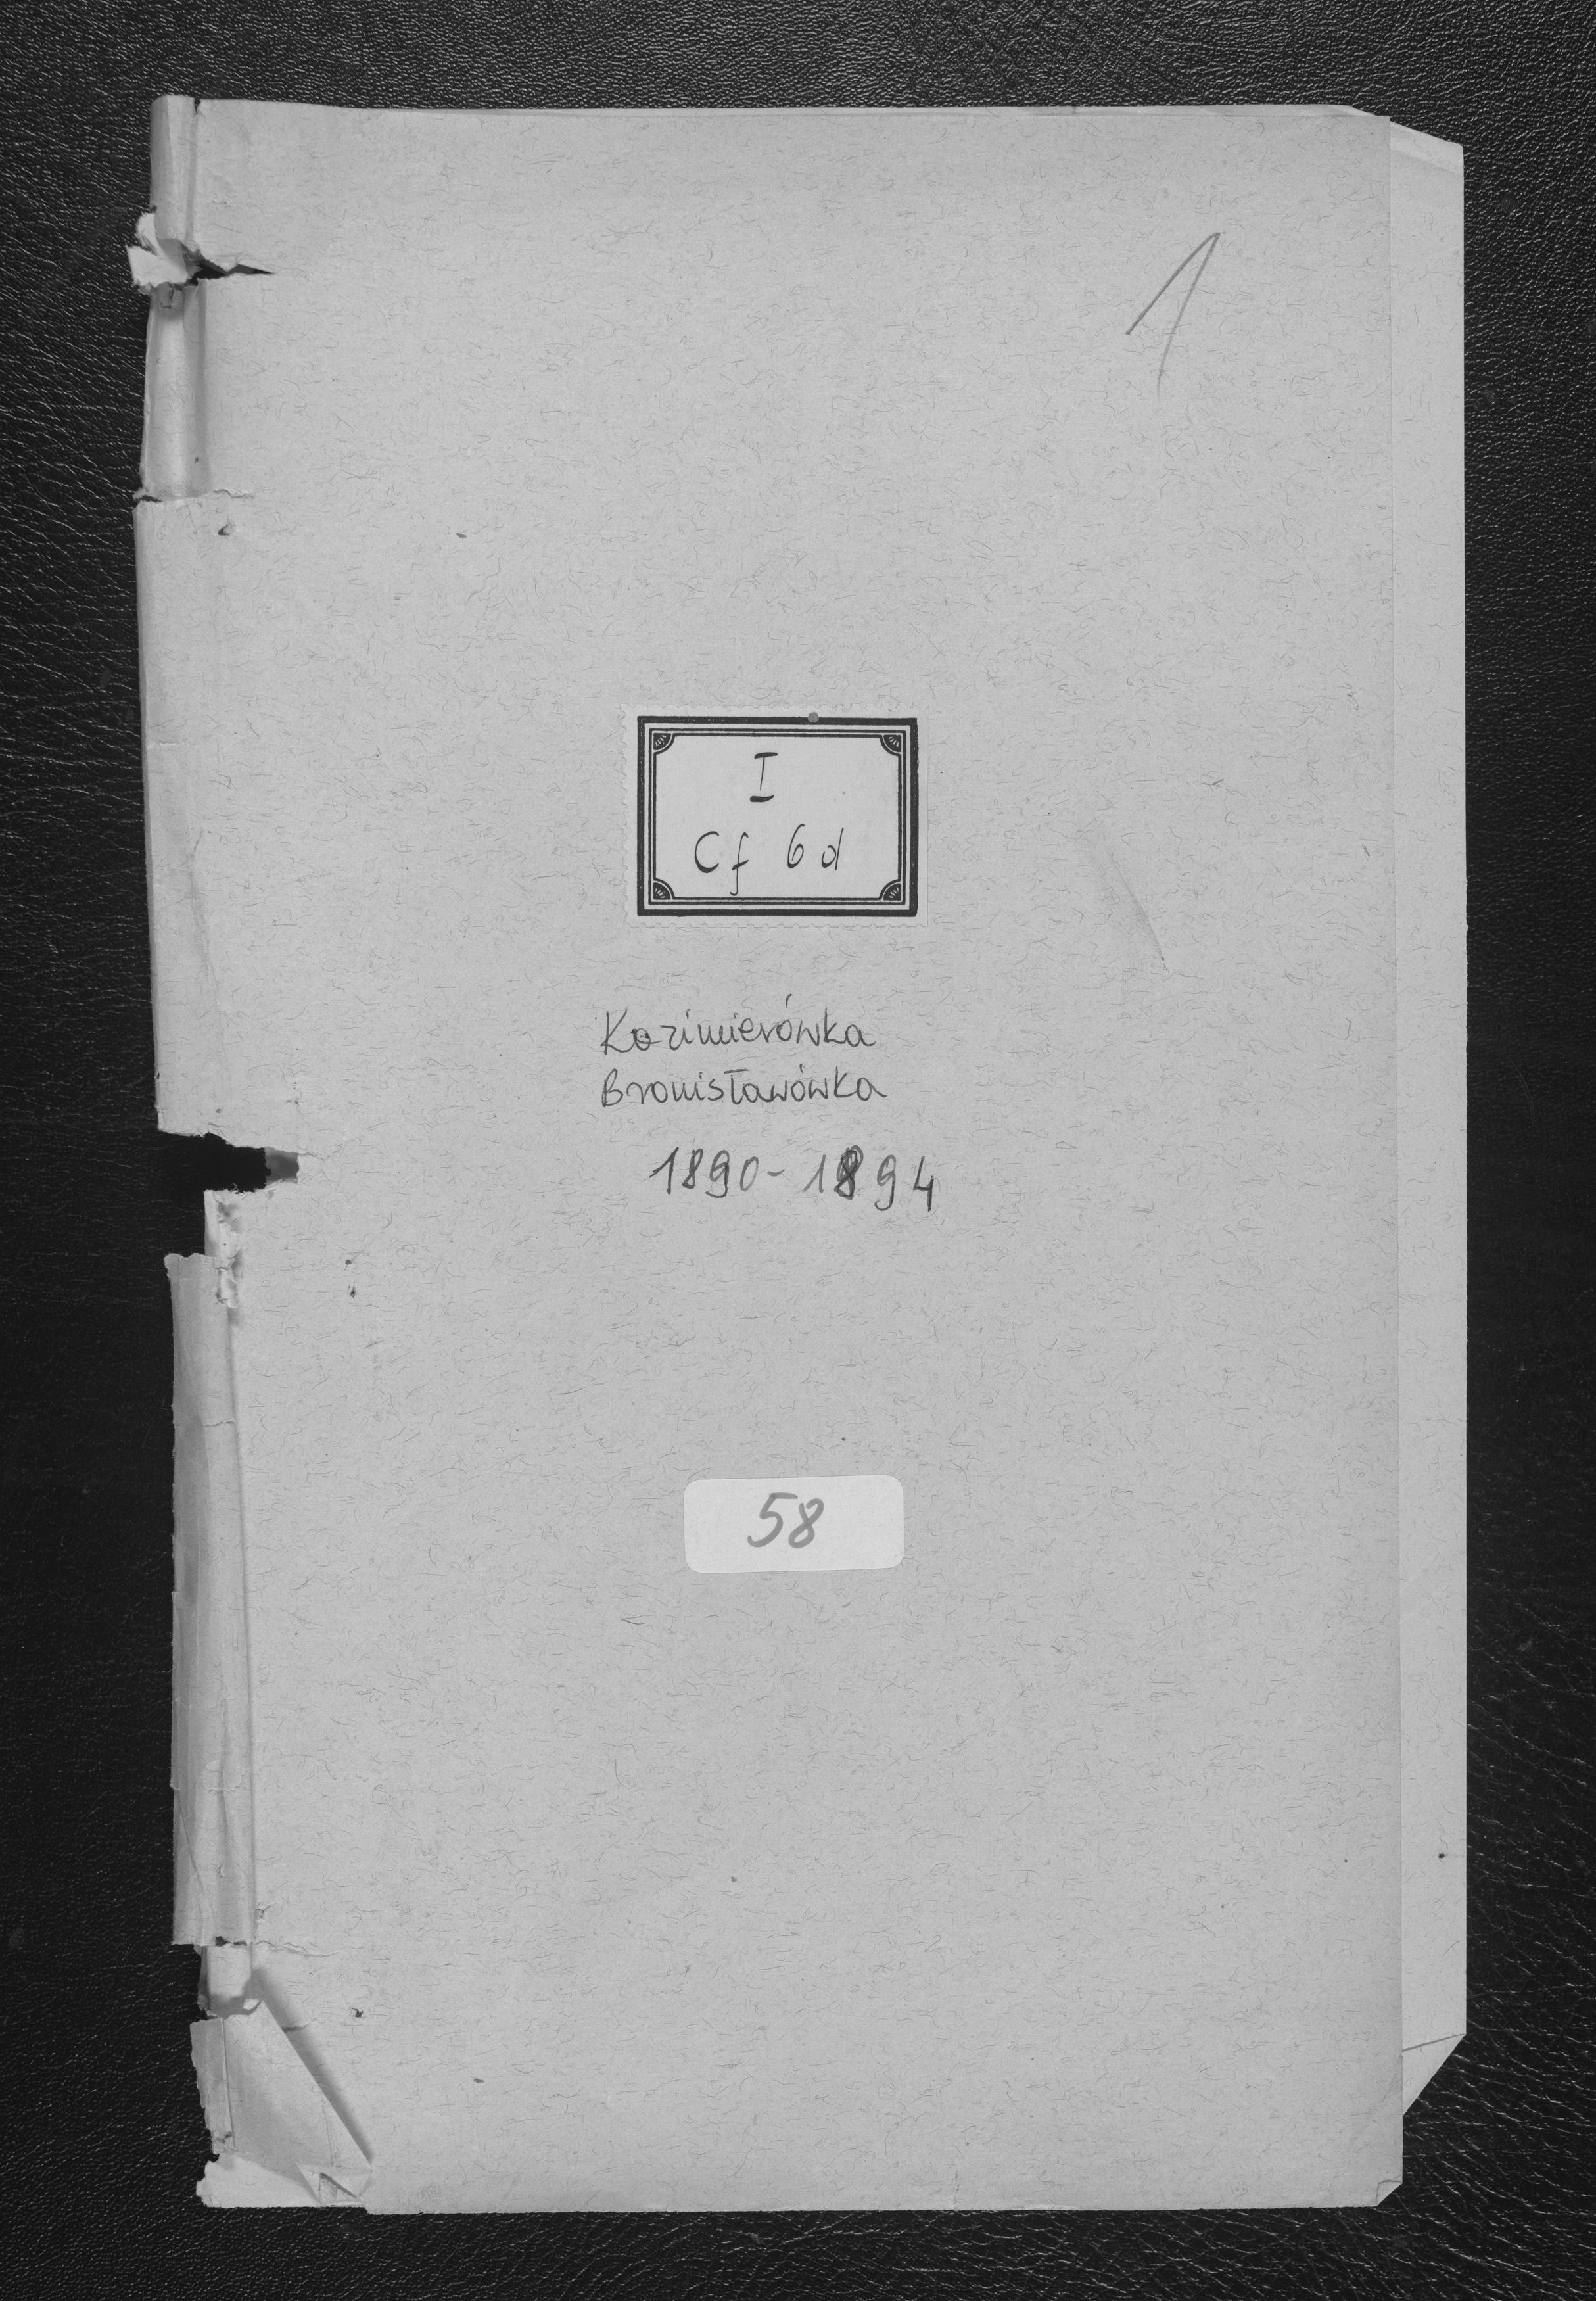 1
I
Cf 6d
Kazimierówka
Bronisławówka
1890-1894
58